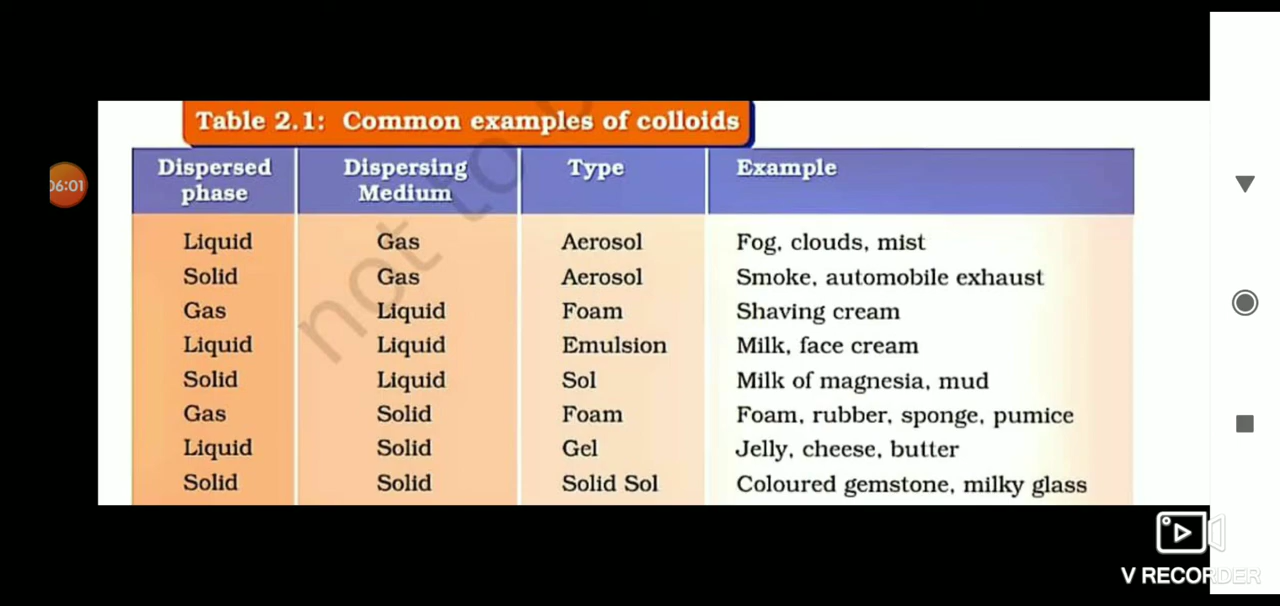 Table 2.1: Common examples of colloids
Dispersed phase Dispersing Medium Type Example
06:01
Liquid Gas Aerosol Fog, clouds, mist
Solid Gas Aerosol Smoke, automobile exhaust
Gas Liquid Foam Shaving cream
Liquid Liquid Emulsion Milk, face cream
Solid Liquid Sol Milk of magnesia, mud
Gas Solid Foam Foam, rubber, sponge, pumice
Liquid Solid Gel Jelly, cheese, butter
Solid Solid Solid Sol Coloured gemstone, milky glass
not to
V RECORDER